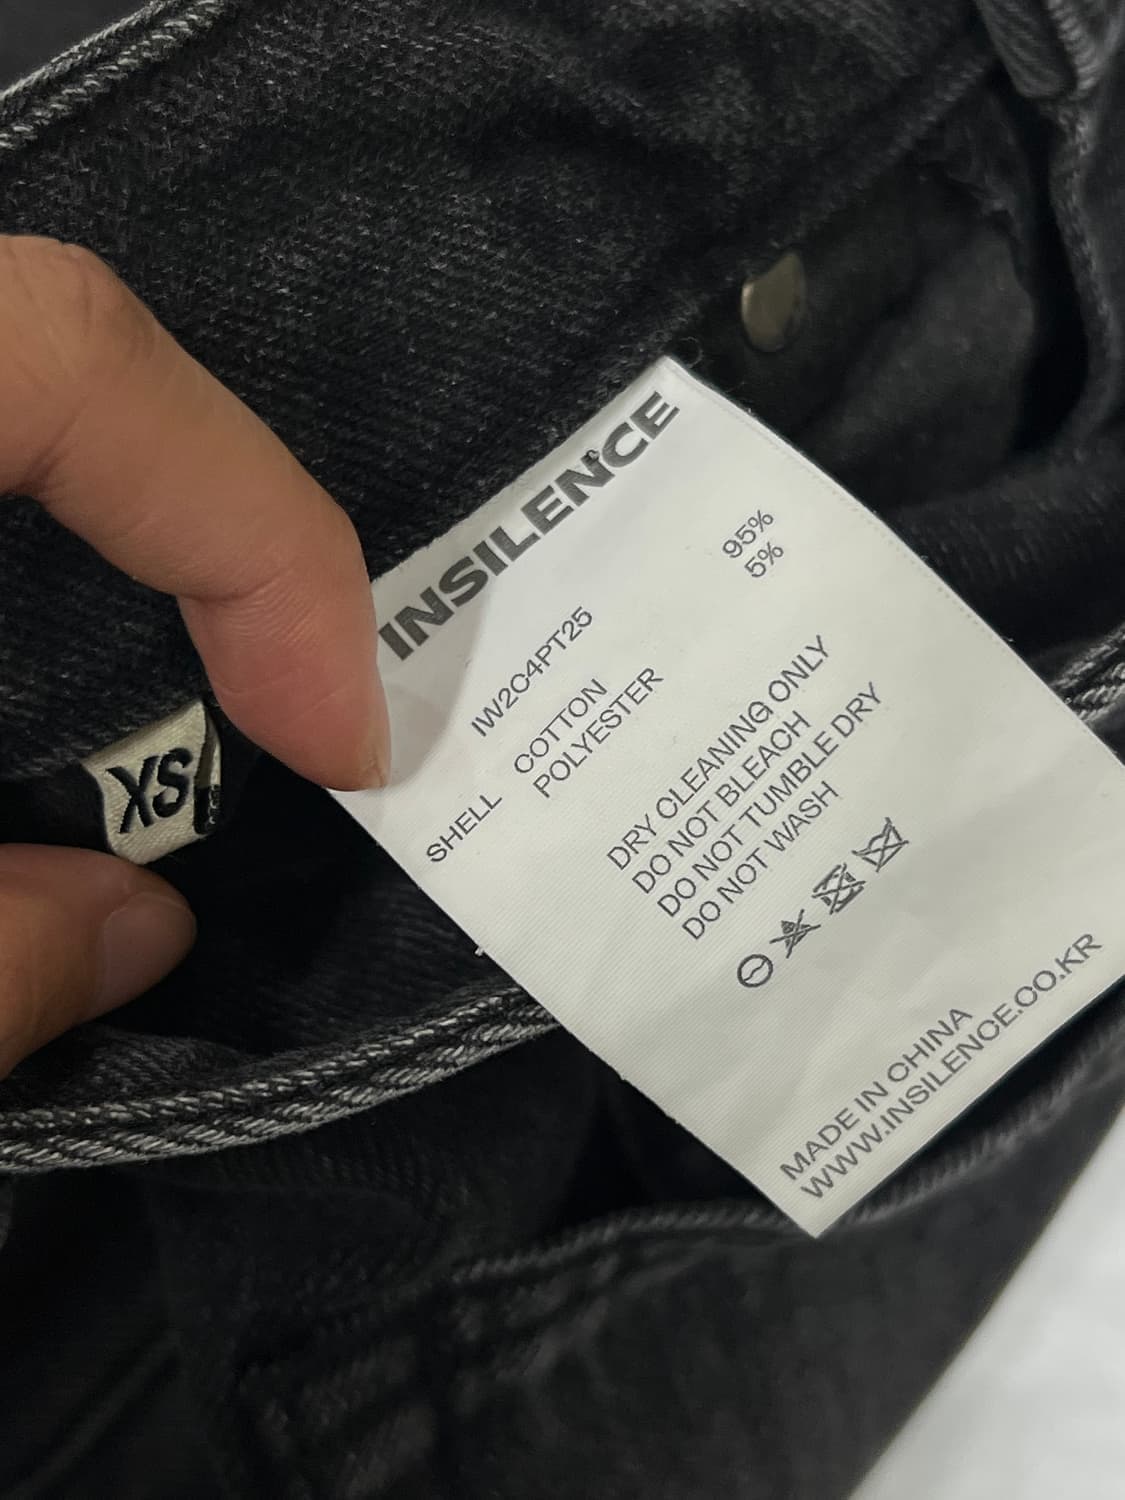 INSILENCE
IW2C4PT25
SHELL COTTON 95%
POLYESTER 5%
DRY CLEANING ONLY
DO NOT BLEACH
DO NOT TUMBLE DRY
DO NOT WASH
MADE IN CHINA
WWW.INSILENCE.CO.KR
XS